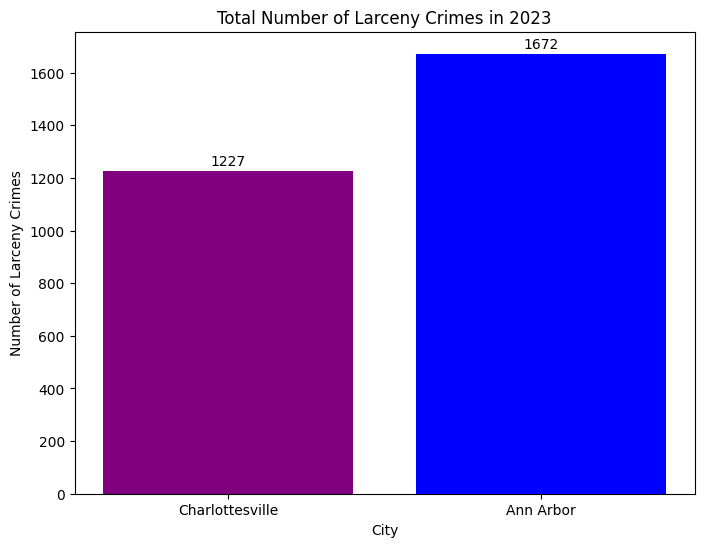 Total Number of Larceny Crimes in 2023
1672
1227
1600
1400
1200
1000
800
600
400
200
0
Number of Larceny Crimes
Charlottesville
Ann Arbor
City